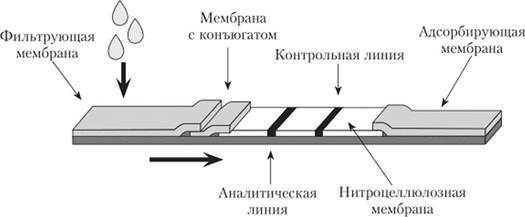 Фильтрующая
мембрана
Мембрана
с конъюгатом
Контрольная линия
Адсорбирующая
мембрана
Аналитическая
линия
Нитроцеллюлозная
мембрана